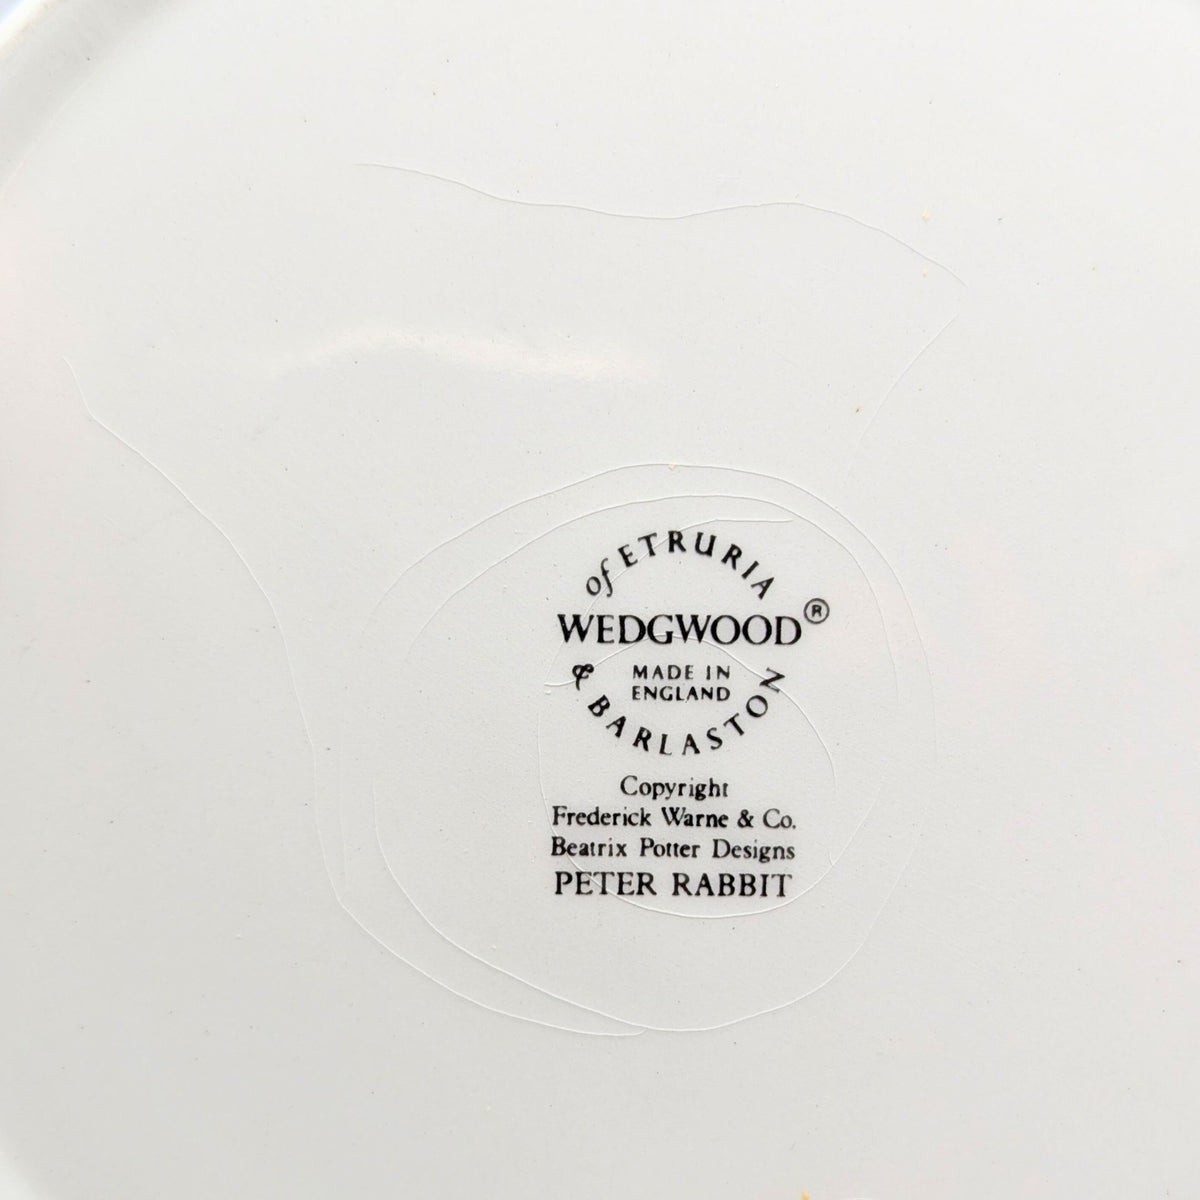 of ETRURIA
WEDGWOOD®
MADE IN
ENGLAND
& BARLASTON
Copyright
Frederick Warne & Co.
Beatrix Potter Designs
PETER RABBIT